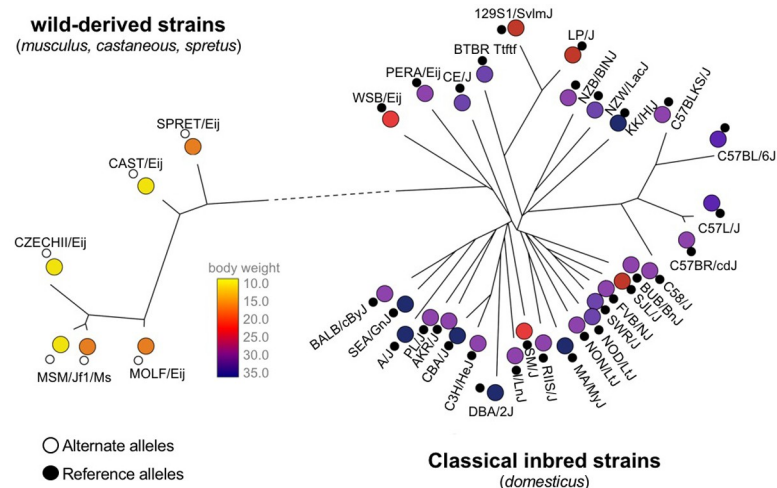 wild-derived strains
(musculus, castaneous, spretus)
129S1/SvImJ
LP/J
BTBR Ttftf
PERA/Eij
CE/J
WSB/Eij
NZB/BlNJ
NZW/LacJ
KK/HlJ
C57BLKS/J
C57BL/6J
C57L/J
C57BR/cdJ
SPRET/Eij
CAST/Eij
CZECHII/Eij
MSM/Jf1/Ms
MOLF/Eij
body weight
10.0
15.0
20.0
25.0
30.0
35.0
BALB/cByJ
SEA/GnJ
A/J
PL/J
AKR/J
CBA/J
C3H/HeJ
DBA/2J
I/LnJ
SM/J
RIIS/J
MA/MyJ
NON/LtJ
NOD/LtJ
SWR/J
FVB/NJ
SJL/J
BUB/BnJ
C58/J
Alternate alleles
Reference alleles
Classical inbred strains
(domesticus)